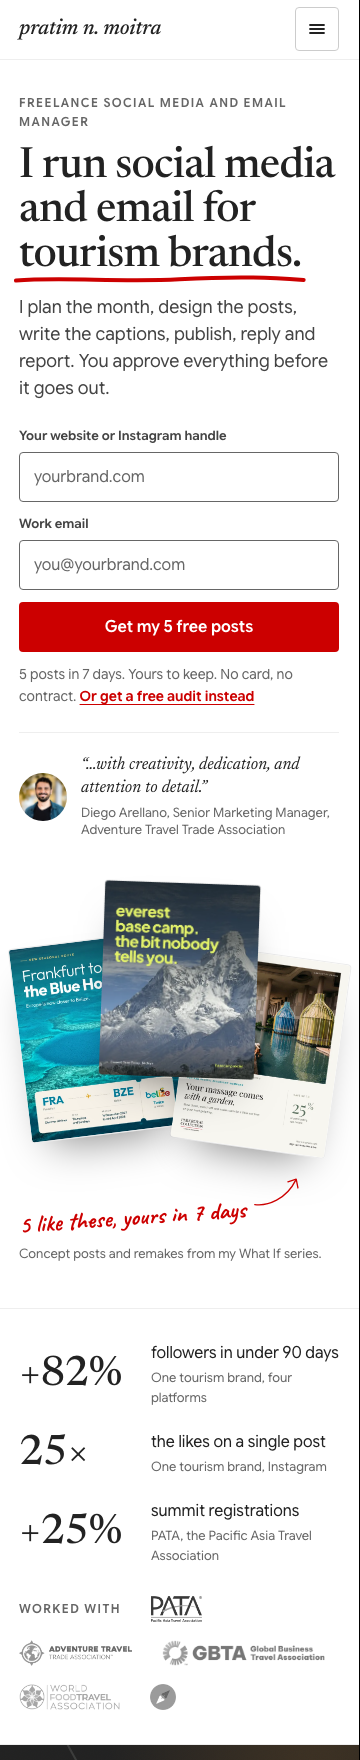 pratim n. moitra
FREELANCE SOCIAL MEDIA AND EMAIL
MANAGER
I run social media
and email for
tourism brands.
I plan the month, design the posts,
write the captions, publish, reply and
report. You approve everything before
it goes out.
Your website or Instagram handle
yourbrand.com
Work email
you@yourbrand.com
Get my 5 free posts
5 posts in 7 days. Yours to keep. No card, no
contract. Or get a free audit instead
“...with creativity, dedication, and
attention to detail.”
Diego Arellano, Senior Marketing Manager,
Adventure Travel Trade Association
everest
base camp.
the bit nobody
tells you.
Frankfurt to
the Blue Ho
FRA
BZE
Your massage comes
with a garden.
25
5 like these, yours in 7 days
Concept posts and remakes from my What If series.
+82%
followers in under 90 days
One tourism brand, four
platforms
25×
the likes on a single post
One tourism brand, Instagram
+25%
summit registrations
PATA, the Pacific Asia Travel
Association
WORKED WITH
PATA
Pacific Asia Travel Association
ADVENTURE TRAVEL
TRADE ASSOCIATION
GBTA Global Business
Travel Association
WORLD
FOODTRAVEL
ASSOCIATION